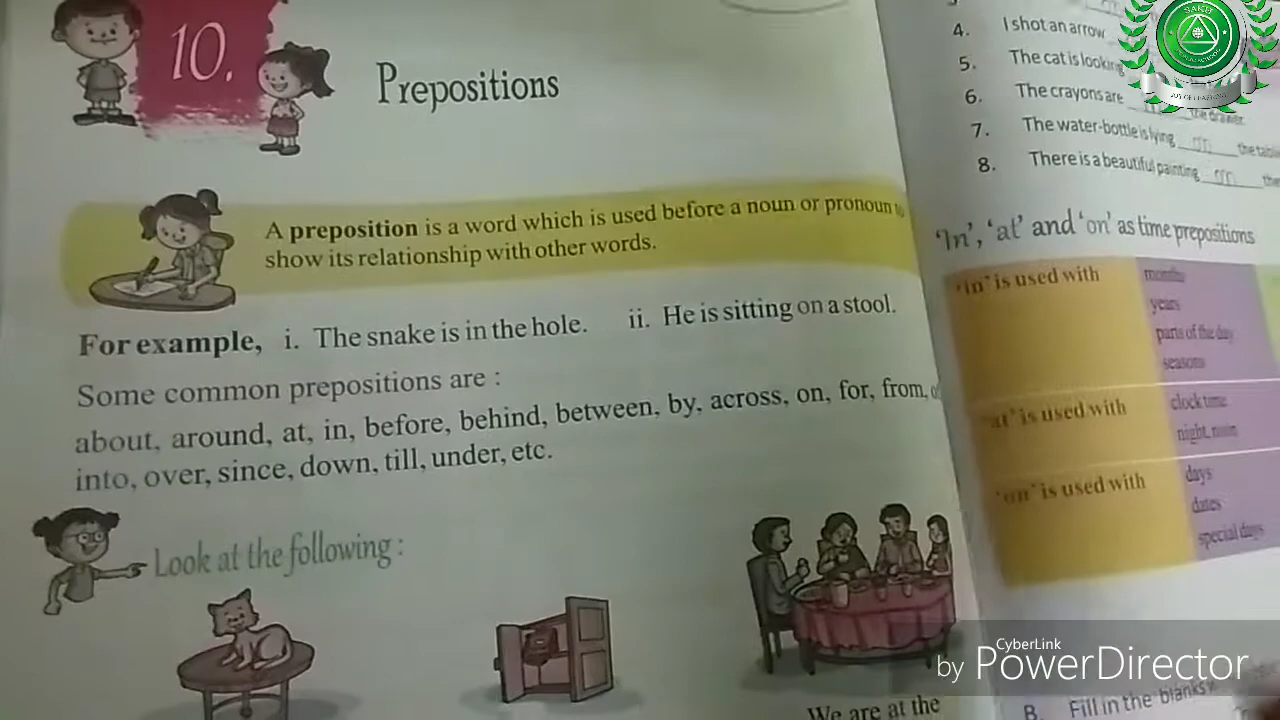 10.
Prepositions
A preposition is a word which is used before a noun or pronoun to
show its relationship with other words.
For example, i. The snake is in the hole. ii. He is sitting on a stool.
Some common prepositions are :
about, around, at, in, before, behind, between, by, across, on, for, from,
into, over, since, down, till, under, etc.
Look at the following :
We are at the
4. I shot an arrow
5. The cat is looking
6. The crayons are the drawer.
7. The water-bottle is lying the table
8. There is a beautiful painting
'In', 'at' and 'on' as time prepositions
'in' is used with
months
years
parts of the day
seasons
'at' is used with
clock time
night, noon
'on' is used with
days
dates
special days
B. Fill in the blanks
CyberLink
by PowerDirector